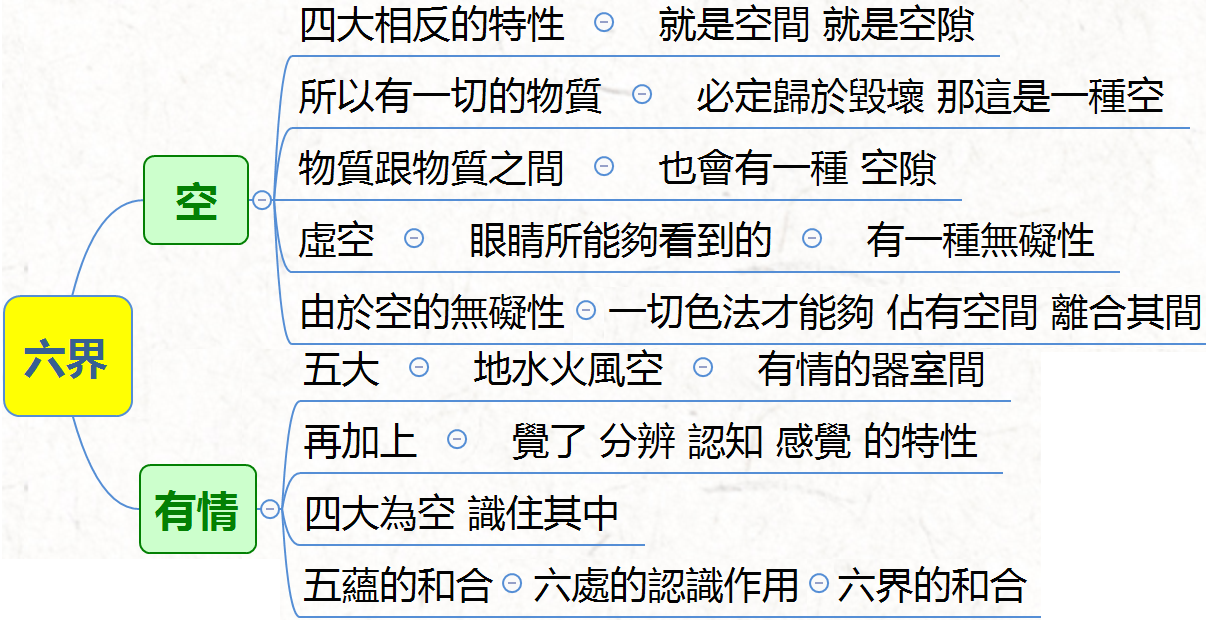 四大相反的特性 就是空間 就是空隙
所以有一切的物質 必定歸於毀壞 那這是一種空
物質跟物質之間 也會有一種 空隙
空
虛空 眼睛所能夠看到的 有一種無礙性
由於空的無礙性 一切色法才能夠 佔有空間 離合其間
六界
五大 地水火風空 有情的器室間
再加上 覺了 分辨 認知 感覺 的特性
有情
四大為空 識住其中
五蘊的和合 六處的認識作用 六界的和合